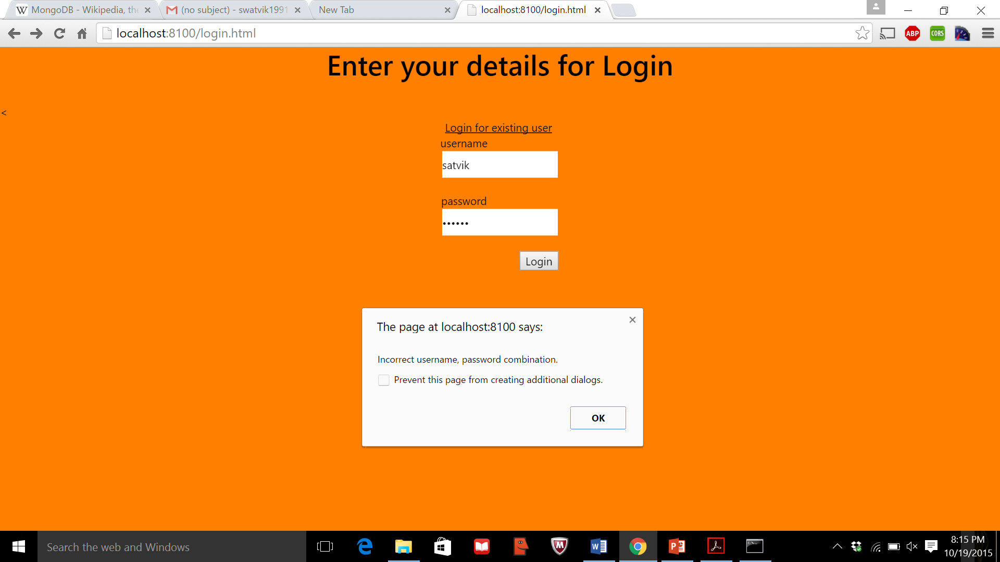 MongoDB - Wikipedia, the
(no subject) - swatvik1991
New Tab
localhost:8100/login.html
localhost:8100/login.html
ABP
CORS
Enter your details for Login
<
Login for existing user
username
satvik
password
••••••
Login
The page at localhost:8100 says:
Incorrect username, password combination.
Prevent this page from creating additional dialogs.
OK
Search the web and Windows
8:15 PM
10/19/2015